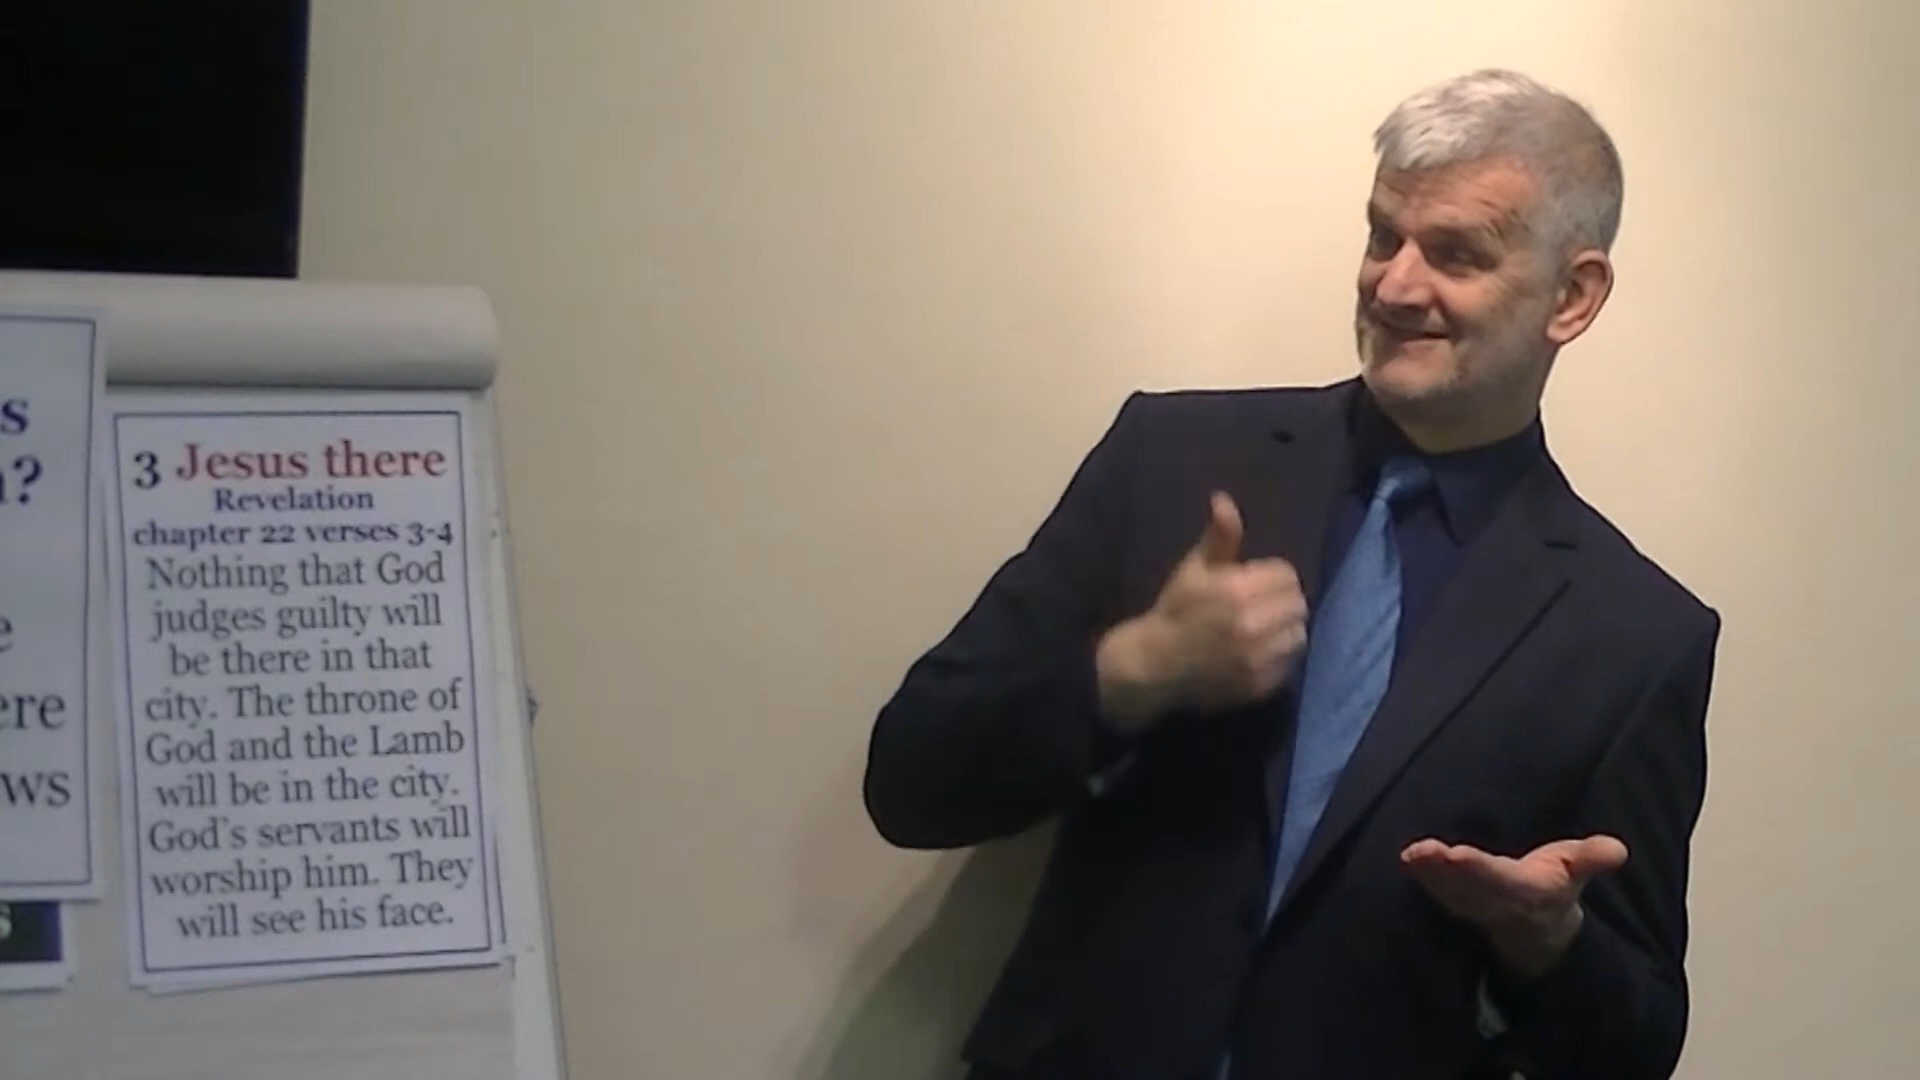 s
?
ere
ws
s
3 Jesus there
Revelation
chapter 22 verses 3-4
Nothing that God
judges guilty will
be there in that
city. The throne of
God and the Lamb
will be in the city.
God's servants will
worship him. They
will see his face.